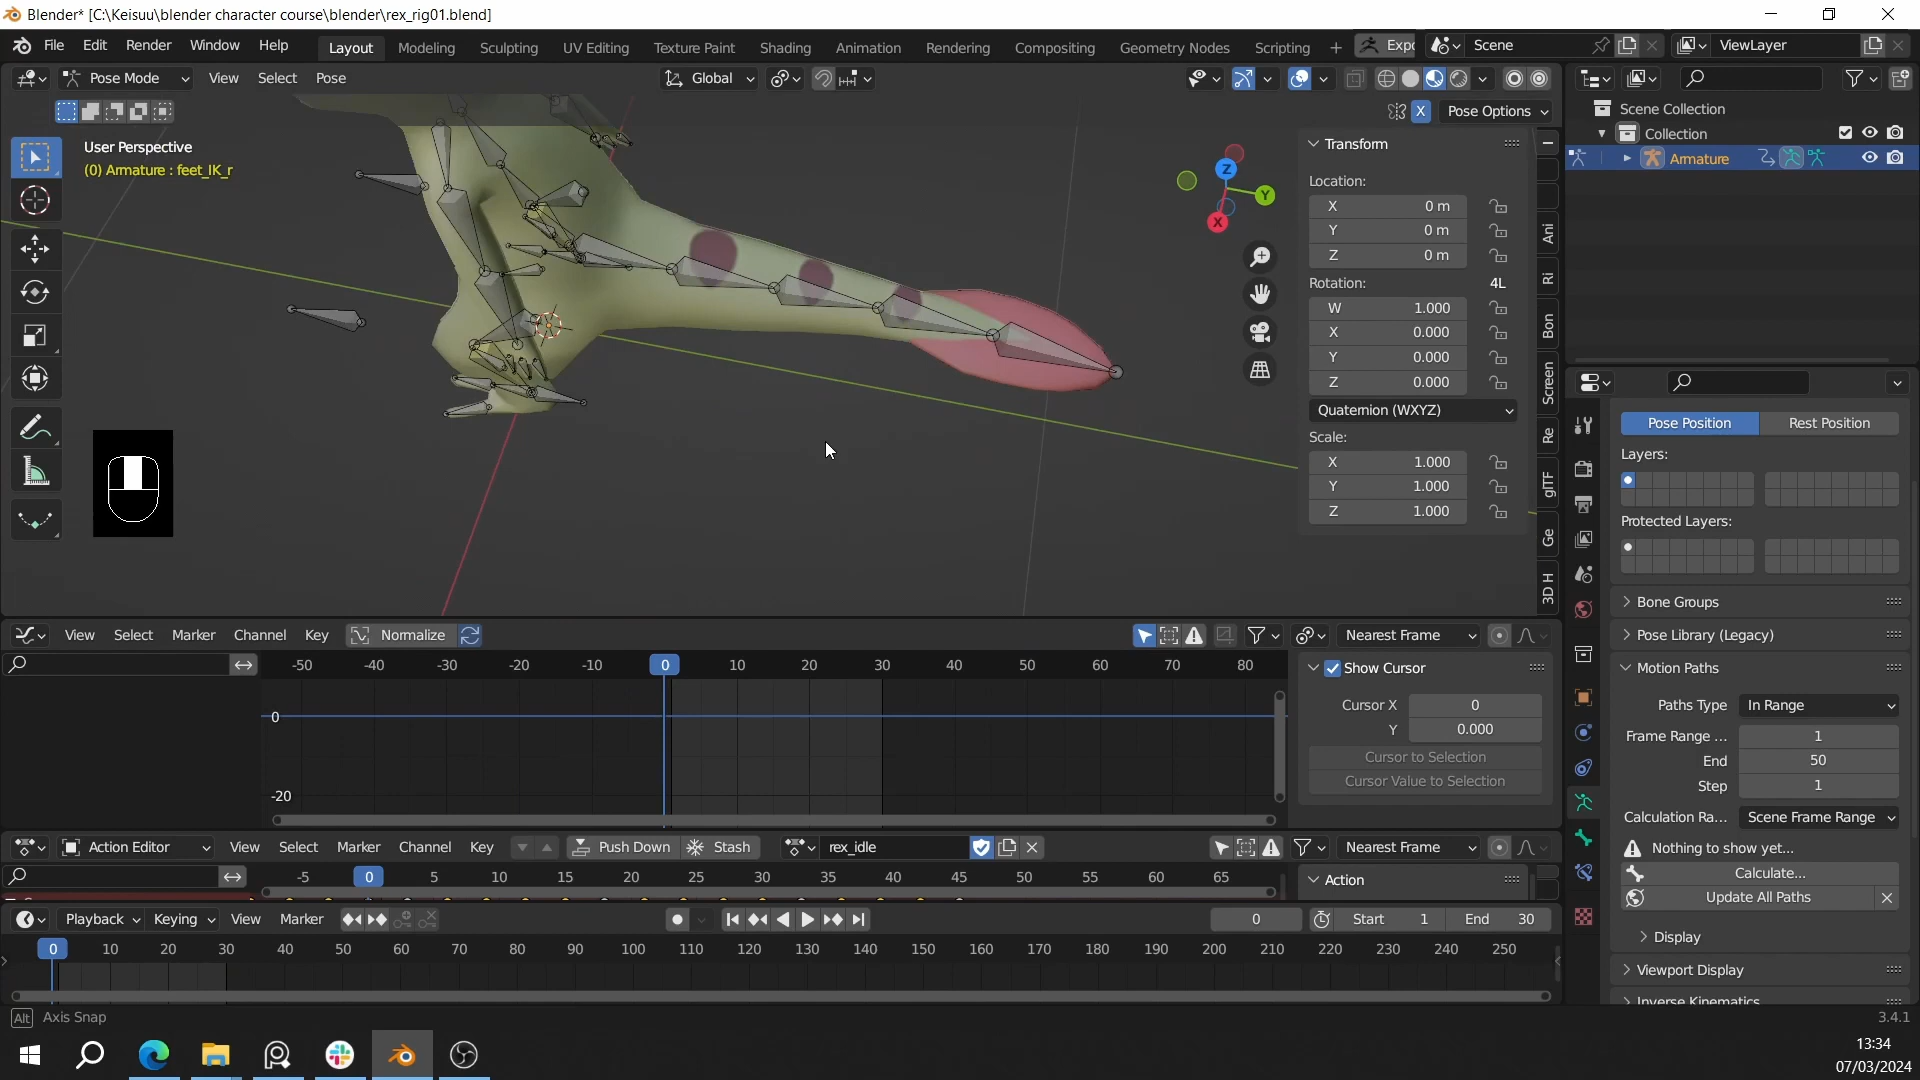 Blender* [C:\Keisuu\blender character course\blender\rex_rig01.blend]
File Edit Render Window Help Layout Modeling Sculpting UV Editing Texture Paint Shading Animation Rendering Compositing Geometry Nodes Scripting + Expo Scene ViewLayer
Pose Mode View Select Pose Global
X Pose Options
User Perspective
(0) Armature : feet_IK_r
Z
Y
X
Transform
Location:
X 0 m
Y 0 m
Z 0 m
Rotation: 4L
W 1.000
X 0.000
Y 0.000
Z 0.000
Quaternion (WXYZ)
Scale:
X 1.000
Y 1.000
Z 1.000
Ani
Ri
Bon
Screen
Re
glTF
Ge
3D H
Scene Collection
Collection
Armature
Pose Position Rest Position
Layers:
Protected Layers:
Bone Groups
Pose Library (Legacy)
Motion Paths
Paths Type In Range
Frame Range ... 1
End 50
Step 1
Calculation Ra... Scene Frame Range
Nothing to show yet...
Calculate...
Update All Paths
Display
Viewport Display
Inverse Kinematics
View Select Marker Channel Key Normalize Nearest Frame
-50 -40 -30 -20 -10 0 10 20 30 40 50 60 70 80
0
-20
Show Cursor
Cursor X 0
Y 0.000
Cursor to Selection
Cursor Value to Selection
Action Editor View Select Marker Channel Key Push Down Stash rex_idle Nearest Frame
-5 0 5 10 15 20 25 30 35 40 45 50 55 60 65
Action
Playback Keying View Marker 0 Start 1 End 30
0 10 20 30 40 50 60 70 80 90 100 110 120 130 140 150 160 170 180 190 200 210 220 230 240 250
Alt Axis Snap
3.4.1
13:34
07/03/2024